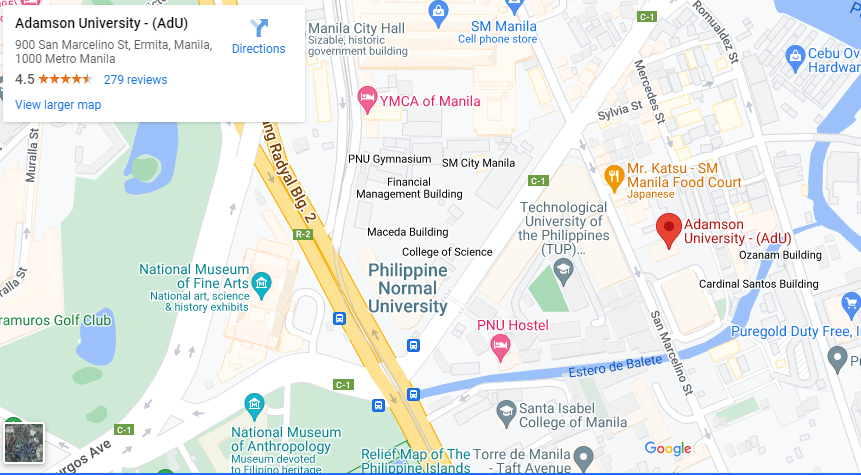 Adamson University - (AdU)
900 San Marcelino St, Ermita, Manila,
1000 Metro Manila
4.5
279 reviews
View larger map
Directions
Manila City Hall
Sizable, historic
government building
SM Manila
Cell phone store
C-1
Romualdez St
Cebu Ov
Hardwar
YMCA of Manila
Mercedes St
Sylvia St
Muralla St
PNU Gymnasium
SM City Manila
ng Radyal Blg. 2
Financial
Management Building
C-1
Mr. Katsu - SM
Manila Food Court
Japanese
Technological
University of
the Philippines
(TUP)...
Adamson
University - (AdU)
Maceda Building
R-2
College of Science
Ozanam Building
National Museum
of Fine Arts
National art, science
& history exhibits
Philippine
Normal
University
Cardinal Santos Building
ralla St
ramuros Golf Club
PNU Hostel
San Marcelino St
Puregold Duty Free, I
Estero de Balete
P
C-1
Santa Isabel
College of Manila
C-1
urgos Ave
National Museum
of Anthropology
Museum devoted
to Filipino heritage
Relief Map of The
Philippine Islands
Torre de Manila
- Taft Avenue
Google